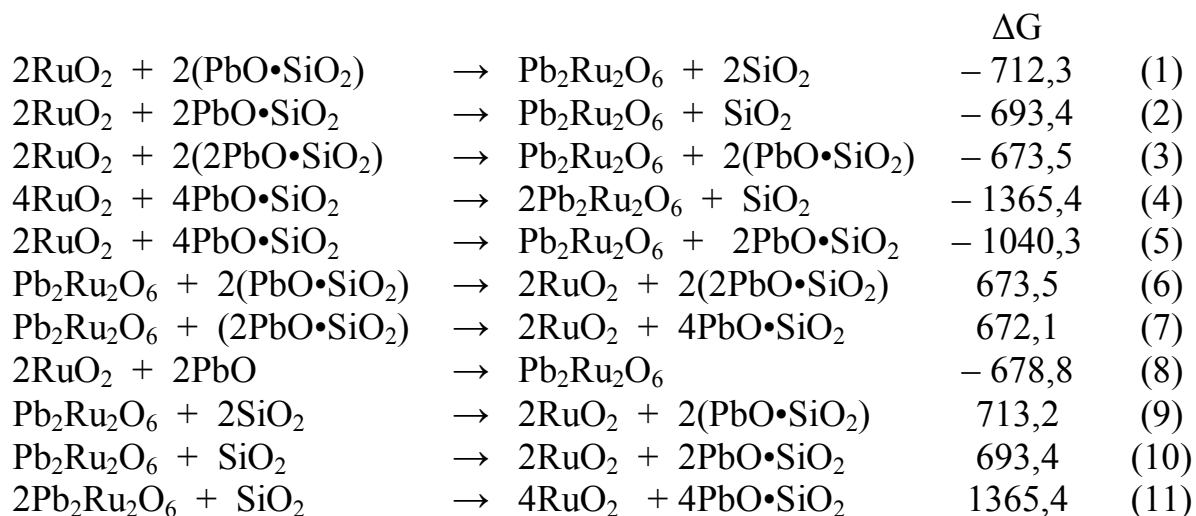 ΔG
2RuO₂ + 2(PbO•SiO₂) → Pb₂Ru₂O₆ + 2SiO₂ – 712,3 (1)
2RuO₂ + 2PbO•SiO₂ → Pb₂Ru₂O₆ + SiO₂ – 693,4 (2)
2RuO₂ + 2(2PbO•SiO₂) → Pb₂Ru₂O₆ + 2(PbO•SiO₂) – 673,5 (3)
4RuO₂ + 4PbO•SiO₂ → 2Pb₂Ru₂O₆ + SiO₂ – 1365,4 (4)
2RuO₂ + 4PbO•SiO₂ → Pb₂Ru₂O₆ + 2PbO•SiO₂ – 1040,3 (5)
Pb₂Ru₂O₆ + 2(PbO•SiO₂) → 2RuO₂ + 2(2PbO•SiO₂) 673,5 (6)
Pb₂Ru₂O₆ + (2PbO•SiO₂) → 2RuO₂ + 4PbO•SiO₂ 672,1 (7)
2RuO₂ + 2PbO → Pb₂Ru₂O₆ – 678,8 (8)
Pb₂Ru₂O₆ + 2SiO₂ → 2RuO₂ + 2(PbO•SiO₂) 713,2 (9)
Pb₂Ru₂O₆ + SiO₂ → 2RuO₂ + 2PbO•SiO₂ 693,4 (10)
2Pb₂Ru₂O₆ + SiO₂ → 4RuO₂ + 4PbO•SiO₂ 1365,4 (11)